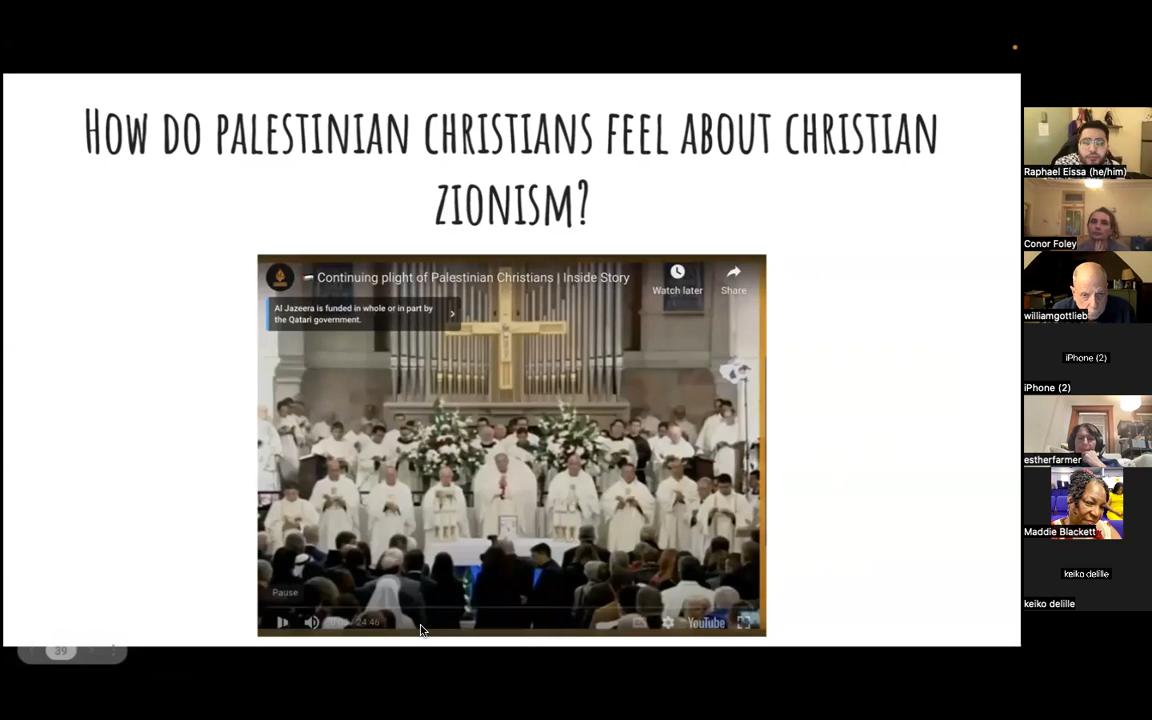 HOW DO PALESTINIAN CHRISTIANS FEEL ABOUT CHRISTIAN
ZIONISM?
Continuing plight of Palestinian Christians | Inside Story
Watch later
Share
Al Jazeera is funded in whole or in part by
the Qatari government.
Pause
/ 24:46
YouTube
39
Raphael Eissa (he/him)
Conor Foley
williamgottlieb
iPhone (2)
iPhone (2)
estherfarmer
Maddie Blackett
keiko delille
keiko delille